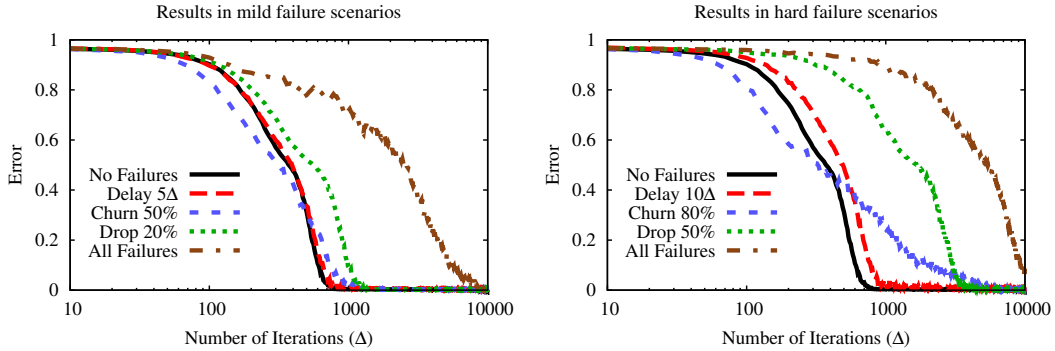 Results in mild failure scenarios
Error
1
0.8
0.6
0.4
0.2
0
No Failures
Delay 5Δ
Churn 50%
Drop 20%
All Failures
10 100 1000 10000
Number of Iterations (Δ)
Results in hard failure scenarios
Error
1
0.8
0.6
0.4
0.2
0
No Failures
Delay 10Δ
Churn 80%
Drop 50%
All Failures
10 100 1000 10000
Number of Iterations (Δ)